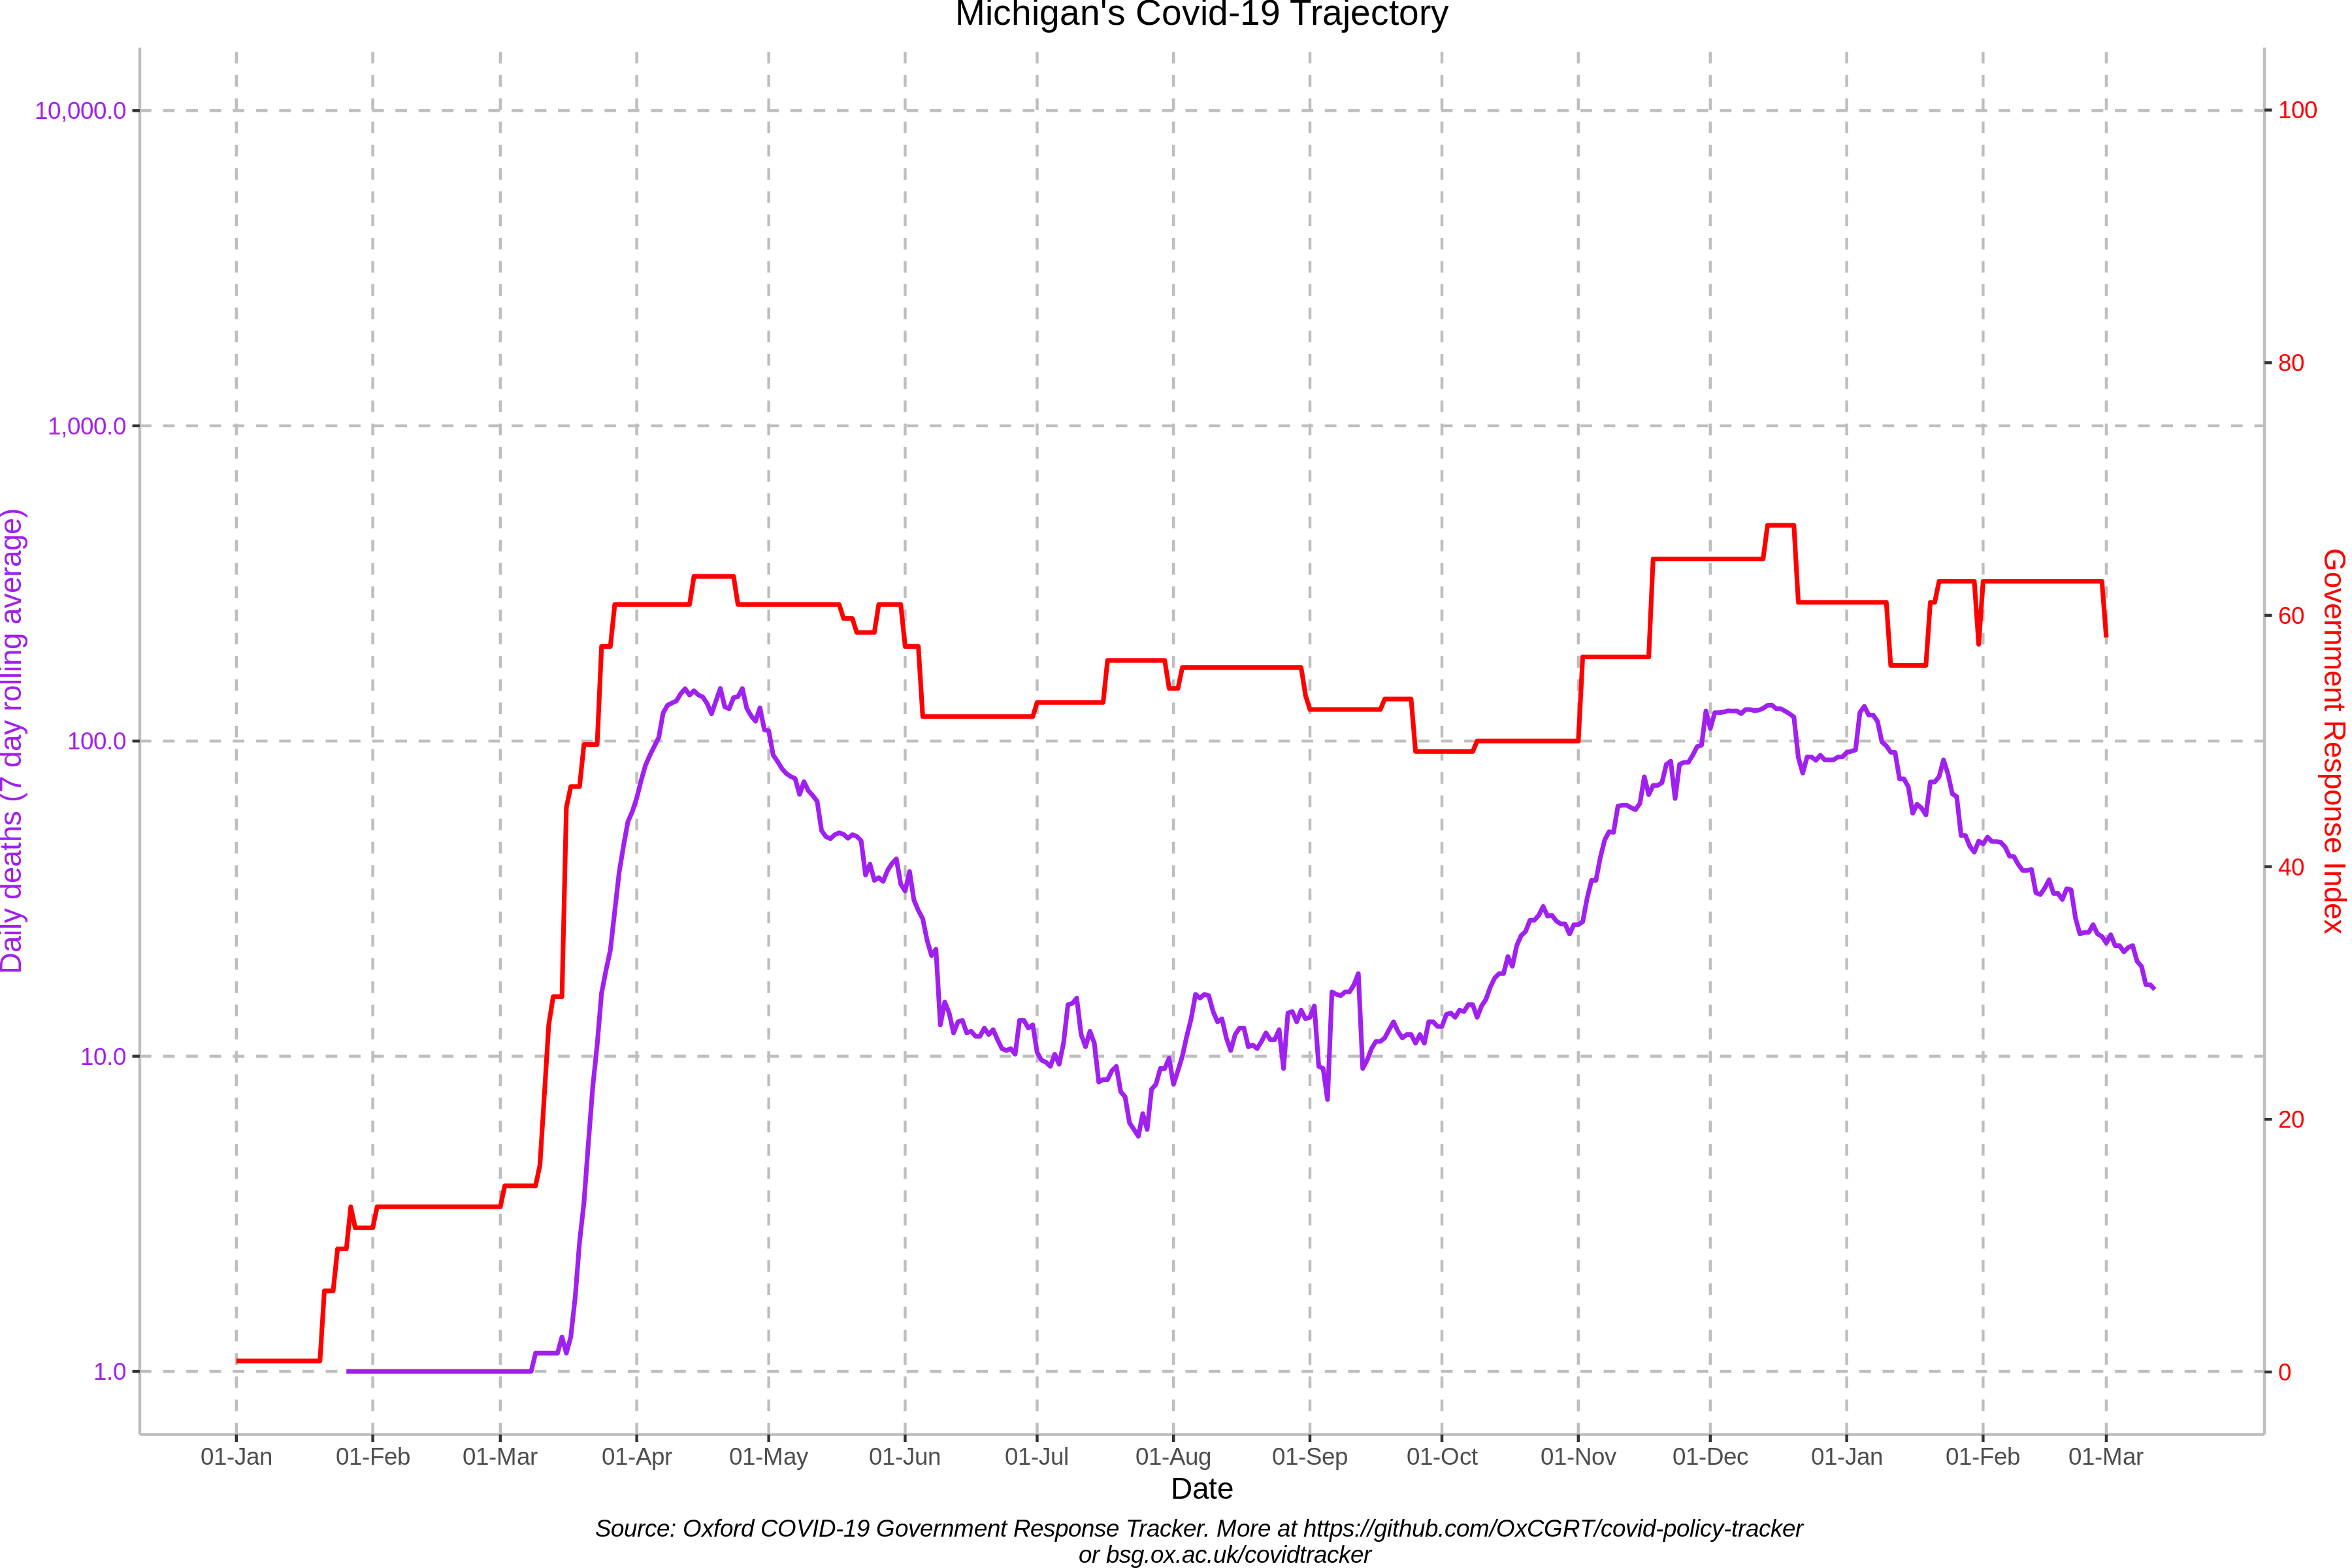 Michigan's Covid-19 Trajectory
10,000.0
1,000.0
100.0
10.0
1.0
Daily deaths (7 day rolling average)
100
80
60
40
20
0
Government Response Index
01-Jan 01-Feb 01-Mar 01-Apr 01-May 01-Jun 01-Jul 01-Aug 01-Sep 01-Oct 01-Nov 01-Dec 01-Jan 01-Feb 01-Mar
Date
Source: Oxford COVID-19 Government Response Tracker. More at https://github.com/OxCGRT/covid-policy-tracker
or bsg.ox.ac.uk/covidtracker